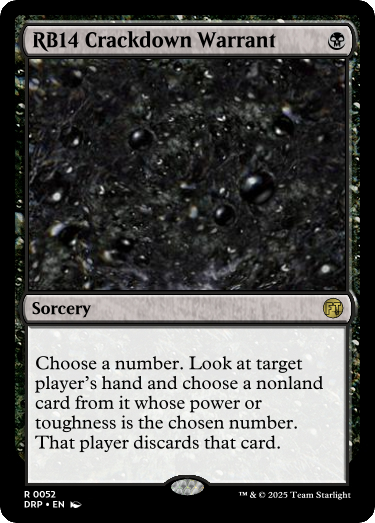 RB14 Crackdown Warrant
Sorcery
FT
Choose a number. Look at target
player's hand and choose a nonland
card from it whose power or
toughness is the chosen number.
That player discards that card.
R 0052
DRP • EN
™ & © 2025 Team Starlight